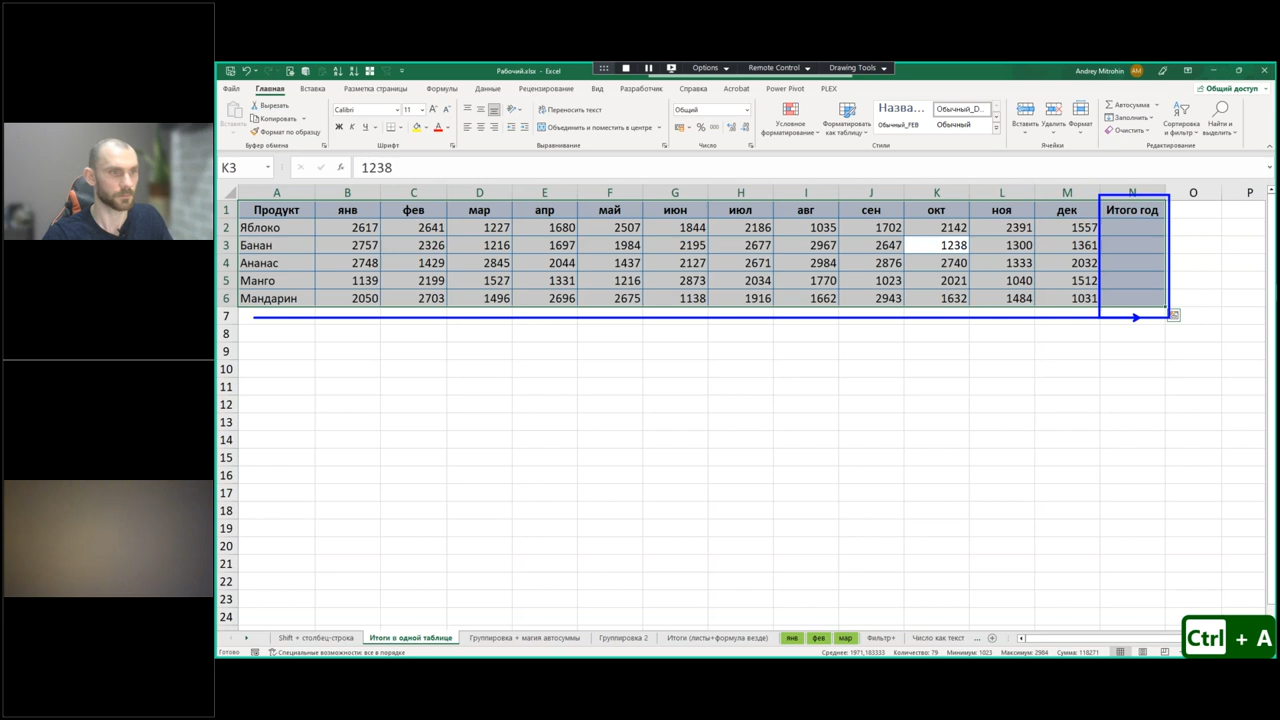 Рабочий.xlsx - Excel
Options
Remote Control
Drawing Tools
Andrey Mitrohin
AM
Файл Главная Вставка Разметка страницы Формулы Данные Рецензирование Вид Разработчик Справка Acrobat Power Pivot PLEX
Общий доступ
Вставить
Вырезать
Копировать
Формат по образцу
Буфер обмена
Calibri 11
Ж К Ч
Шрифт
Переносить текст
Объединить и поместить в центре
Выравнивание
Общий
% 000
Число
Условное форматирование
Форматировать как таблицу
Назва...
Обычный_D...
Обычный_FEB
Обычный
Стили
Вставить Удалить Формат
Ячейки
Автосумма
Заполнить
Очистить
Сортировка и фильтр
Найти и выделить
Редактирование
K3 fx 1238
A B C D E F G H I J K L M N O P
1 Продукт янв фев мар апр май июн июл авг сен окт ноя дек Итого год
2 Яблоко 2617 2641 1227 1680 2507 1844 2186 1035 1702 2142 2391 1557
3 Банан 2757 2326 1216 1697 1984 2195 2677 2967 2647 1238 1300 1361
4 Ананас 2748 1429 2845 2044 1437 2127 2671 2984 2876 2740 1333 2032
5 Манго 1139 2199 1527 1331 1216 2873 2034 1770 1023 2021 1040 1512
6 Мандарин 2050 2703 1496 2696 2675 1138 1916 1662 2943 1632 1484 1031
7
8
9
10
11
12
13
14
15
16
17
18
19
20
21
22
23
24
Shift + столбец-строка Итоги в одной таблице Группировка + магия автосуммы Группировка 2 Итоги (листы+формула везде) янв фев мар Фильтр+ Число как текст ...
Готово Специальные возможности: все в порядке Среднее: 1971,183333 Количество: 79 Минимум: 1023 Максимум: 2984 Сумма: 118271
Ctrl + A